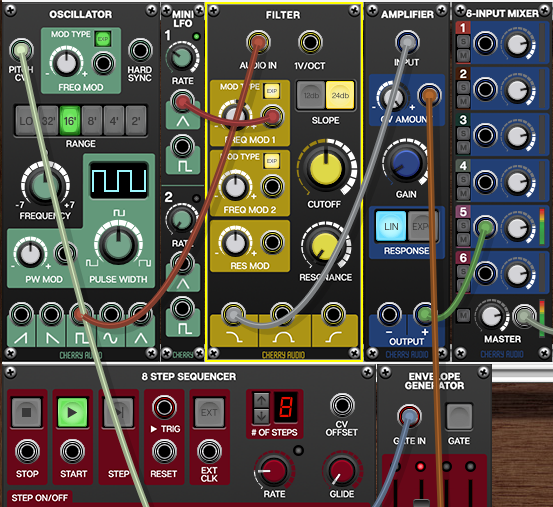 OSCILLATOR
MOD TYPE
EXP
PITCH
CV
FREQ MOD
HARD
SYNC
LO 32' 16' 8' 4' 2'
RANGE
-7 +7
FREQUENCY
PW MOD
PULSE WIDTH
MINI
LFO
1
RATE
2
RATE
CHERRY AUDIO
FILTER
AUDIO IN
1V/OCT
MOD TYPE
EXP
12db 24db
SLOPE
FREQ MOD 1
MOD TYPE
EXP
CUTOFF
FREQ MOD 2
RES MOD
RESONANCE
CHERRY AUDIO
AMPLIFIER
INPUT
CV AMOUNT
GAIN
LIN EXP
RESPONSE
- +
OUTPUT
CHERRY AUDIO
6-INPUT MIXER
1
S
M
2
S
M
3
S
M
4
S
M
5
S
M
6
S
M
MASTER
CHERRY AUDIO
8 STEP SEQUENCER
STEP
TRIG
EXT
8
# OF STEPS
CV
OFFSET
STOP
START
RESET
EXT
CLK
RATE
GLIDE
STEP ON/OFF
ENVELOPE
GENERATOR
GATE IN
GATE